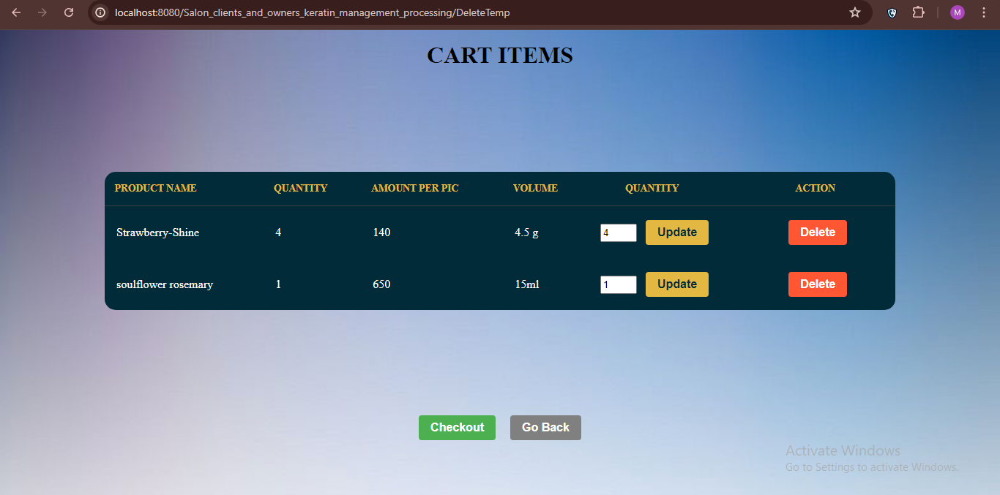 localhost:8080/Salon_clients_and_owners_keratin_management_processing/DeleteTemp
M
CART ITEMS
PRODUCT NAME QUANTITY AMOUNT PER PIC VOLUME QUANTITY ACTION
Strawberry-Shine 4 140 4.5 g 4 Update Delete
soulflower rosemary 1 650 15ml 1 Update Delete
Checkout Go Back
Activate Windows
Go to Settings to activate Windows.